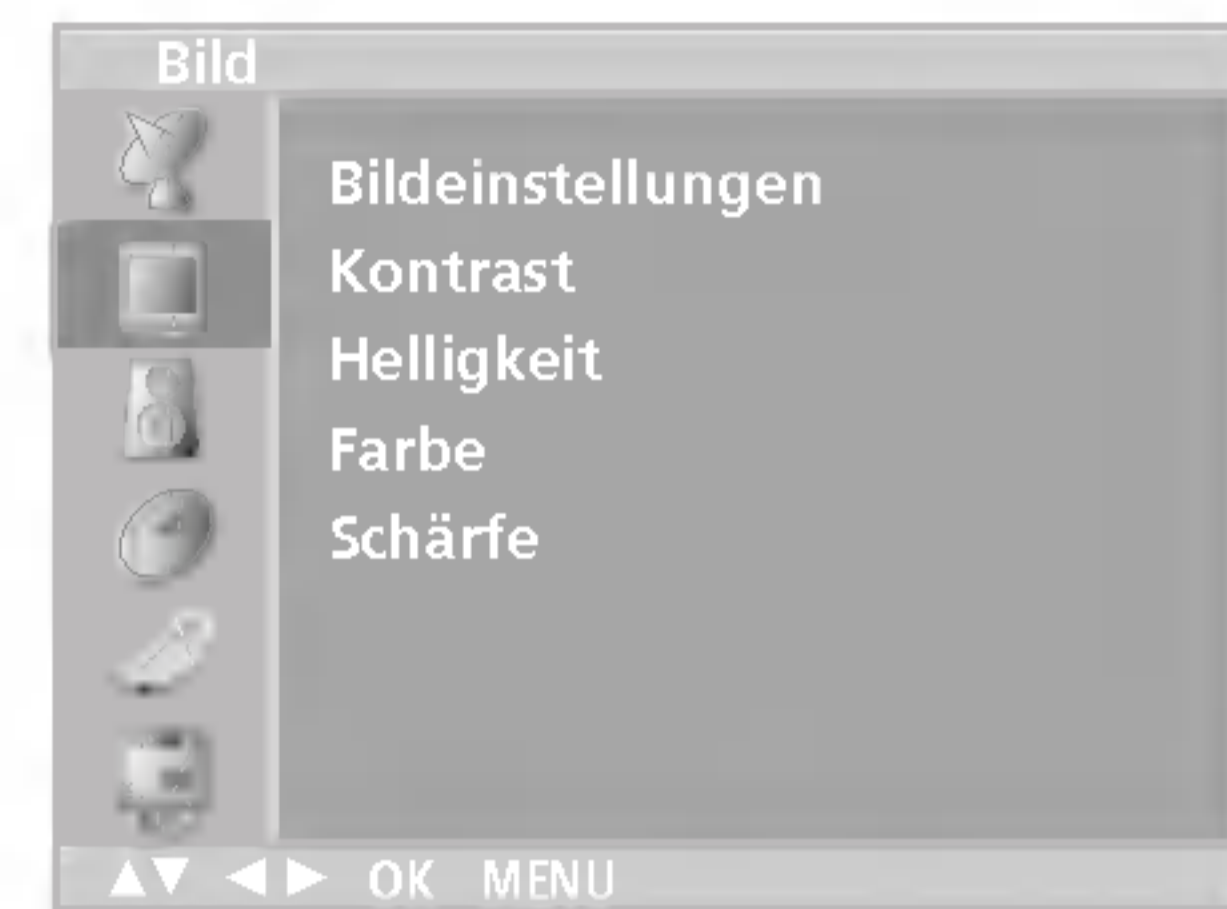 Bild
Bildeinstellungen
Kontrast
Helligkeit
Farbe
Schärfe
▲▼ ◀▶ OK MENU